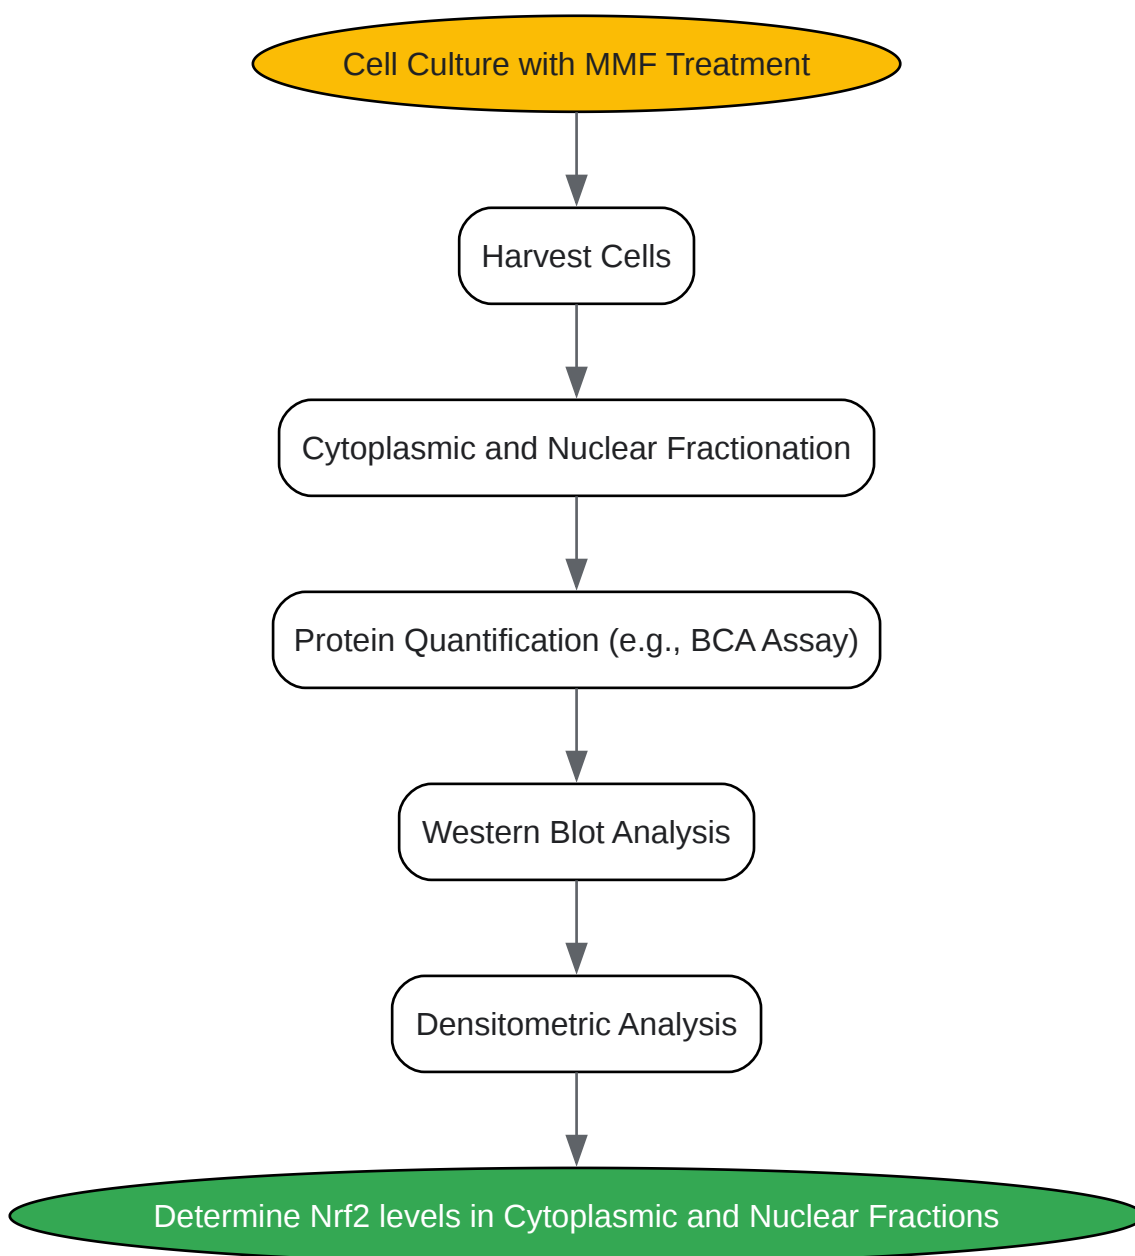 Cell Culture with MMF Treatment
Harvest Cells
Cytoplasmic and Nuclear Fractionation
Protein Quantification (e.g., BCA Assay)
Western Blot Analysis
Densitometric Analysis
Determine Nrf2 levels in Cytoplasmic and Nuclear Fractions